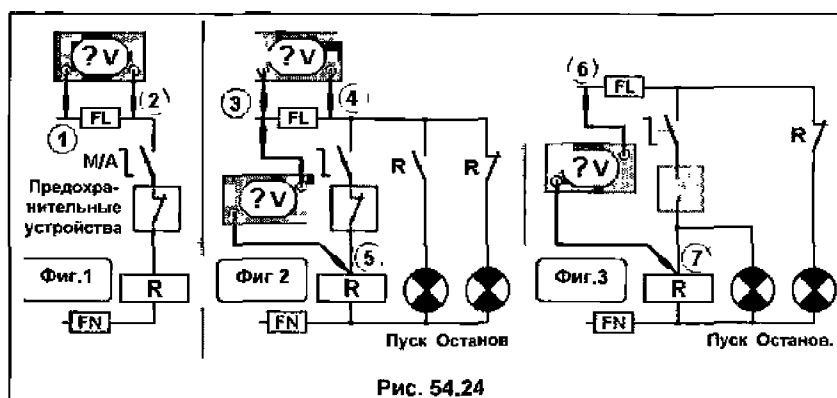 ? V
(2)
1
FL
М/А
Предохра-
нительные
устройства
Фиг.1
R
FN
? V
3
4
FL
? V
R
R
5
Фиг 2
R
FN
Пуск Останов
(6)
FL
? V
R
7
Фиг.3
R
FN
Пуск Останов.
Рис. 54.24